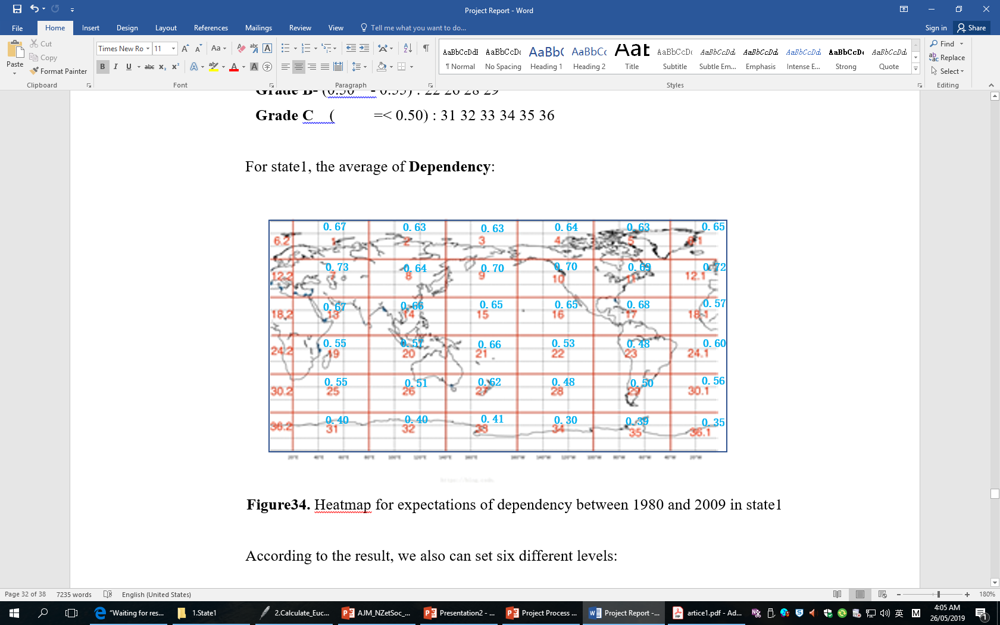 Project Report - Word
File Home Insert Design Layout References Mailings Review View Tell me what you want to do... Sign in Share
Cut
Copy
Format Painter
Paste
Times New Ro 11
AaBbCcDdI AaBbCcDc AaBbC AaBbCc Aat AaBbCcDc AaBbCcDd AaBbCcDd AaBbCcDd AaBbCcDc AaBbCcDd
¶ Normal No Spacing Heading 1 Heading 2 Title Subtitle Subtle Em... Emphasis Intense E... Strong Quote
Find
Replace
Select
Clipboard Font Paragraph Styles Editing
Grade B- (0.50 - 0.55) : 22 26 28 29
Grade C ( =< 0.50) : 31 32 33 34 35 36
For state1, the average of Dependency:
0.67 0.63 0.63 0.64 0.63 0.65
6.2 1 2 3 4 5 6.1
0.73 0.64 0.70 0.70 0.69 0.72
12.2 7 8 9 10 11 12.1
0.67 0.66 0.65 0.65 0.68 0.57
18.2 13 14 15 16 17 18.1
0.55 0.57 0.66 0.53 0.48 0.60
24.2 19 20 21 22 23 24.1
0.55 0.51 0.62 0.48 0.50 0.56
30.2 25 26 27 28 29 30.1
0.40 0.40 0.41 0.30 0.39 0.35
36.2 31 32 33 34 35 36.1
Figure34. Heatmap for expectations of dependency between 1980 and 2009 in state1
According to the result, we also can set six different levels:
Page 32 of 38 7235 words English (United States) 180%
"Waiting for res... 1.State1 2.Calculate_Euc... AJM_NZetSoc_... Presentation2 - ... Project Process ... Project Report -... artice1.pdf - Ad... 英 M
4:05 AM
26/05/2019